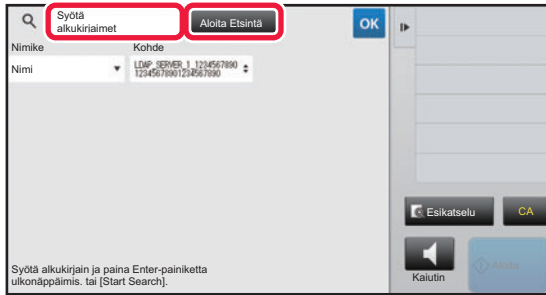 Syötä
alkukirjaimet
Aloita Etsintä
OK
Nimike
Kohde
Nimi
LDAP_SERVER_1_1234567890
12345678901234567890
Esikatselu
CA
Syötä alkukirjain ja paina Enter-painiketta
ulkonäppäimis. tai [Start Search].
Kaiutin
Aloita